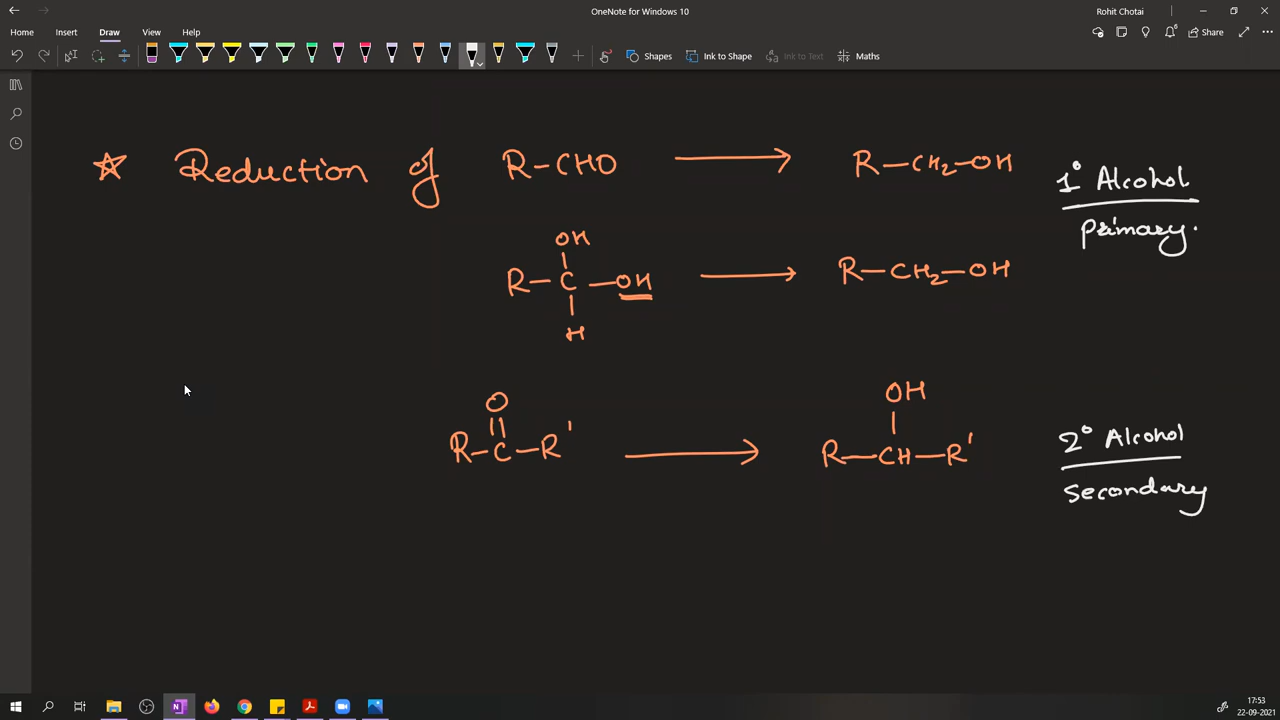 OneNote for Windows 10
Rohit Chotai
Home Insert Draw View Help
Share
Shapes Ink to Shape Ink to Text Maths
☆ Reduction of R-CHO → R-CH2-OH
1° Alcohol
primary.
OH
R-C-OH → R-CH2-OH
H
O
R-C-R' → R-CH-R'
OH
2° Alcohol
secondary
17:53
22-09-2021